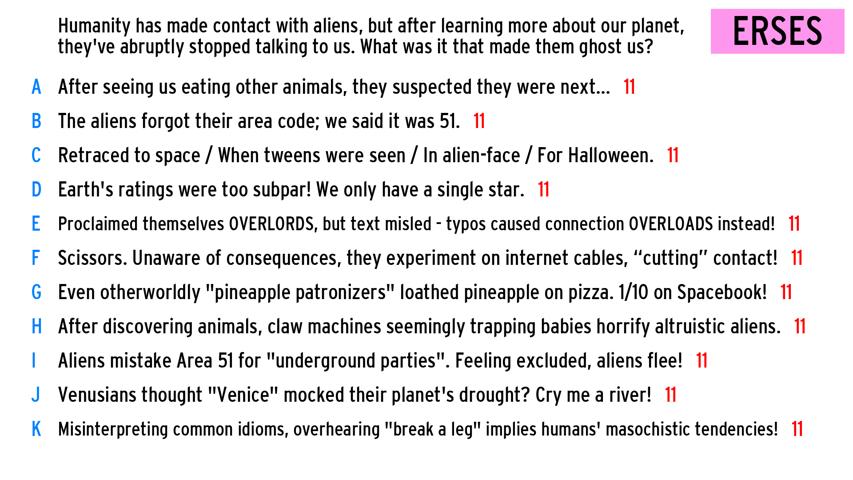 Humanity has made contact with aliens, but after learning more about our planet,
they've abruptly stopped talking to us. What was it that made them ghost us?
ERSES
A After seeing us eating other animals, they suspected they were next... 11
B The aliens forgot their area code; we said it was 51. 11
C Retraced to space / When tweens were seen / In alien-face / For Halloween. 11
D Earth's ratings were too subpar! We only have a single star. 11
E Proclaimed themselves OVERLORDS, but text misled - typos caused connection OVERLOADS instead! 11
F Scissors. Unaware of consequences, they experiment on internet cables, “cutting” contact! 11
G Even otherworldly "pineapple patronizers" loathed pineapple on pizza. 1/10 on Spacebook! 11
H After discovering animals, claw machines seemingly trapping babies horrify altruistic aliens. 11
I Aliens mistake Area 51 for "underground parties". Feeling excluded, aliens flee! 11
J Venusians thought "Venice" mocked their planet's drought? Cry me a river! 11
K Misinterpreting common idioms, overhearing "break a leg" implies humans' masochistic tendencies! 11